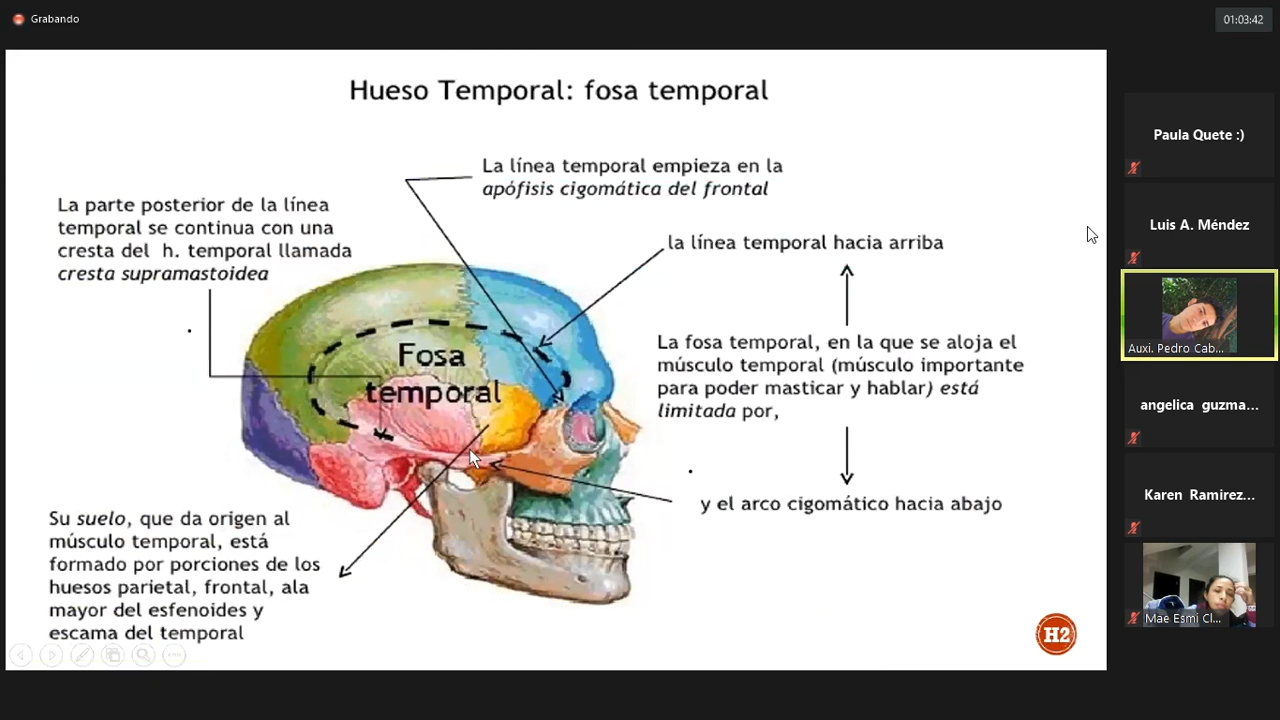 Grabando
01:03:42
Hueso Temporal: fosa temporal
La línea temporal empieza en la
apófisis cigomática del frontal
La parte posterior de la línea
temporal se continua con una
cresta del h. temporal llamada
cresta supramastoidea
la línea temporal hacia arriba
Fosa
temporal
La fosa temporal, en la que se aloja el
músculo temporal (músculo importante
para poder masticar y hablar) está
limitada por,
y el arco cigomático hacia abajo
Su suelo, que da origen al
músculo temporal, está
formado por porciones de los
huesos parietal, frontal, ala
mayor del esfenoides y
escama del temporal
H2
Paula Quete :)
Luis A. Méndez
Auxi. Pedro Cab...
angelica guzma...
Karen Ramirez...
Mae Esmi Cl...